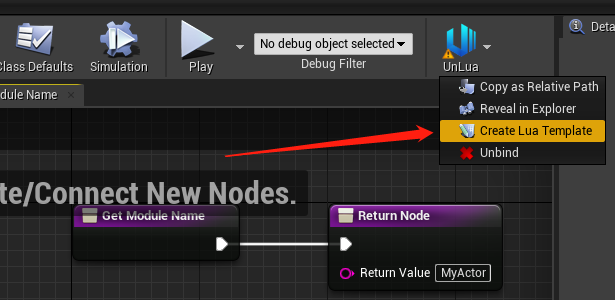 Class Defaults
Simulation
Play
No debug object selected
Debug Filter
UnLua
Deta
Copy as Relative Path
Reveal in Explorer
Create Lua Template
Unbind
dule Name
te/Connect New Nodes.
Get Module Name
Return Node
Return Value MyActor